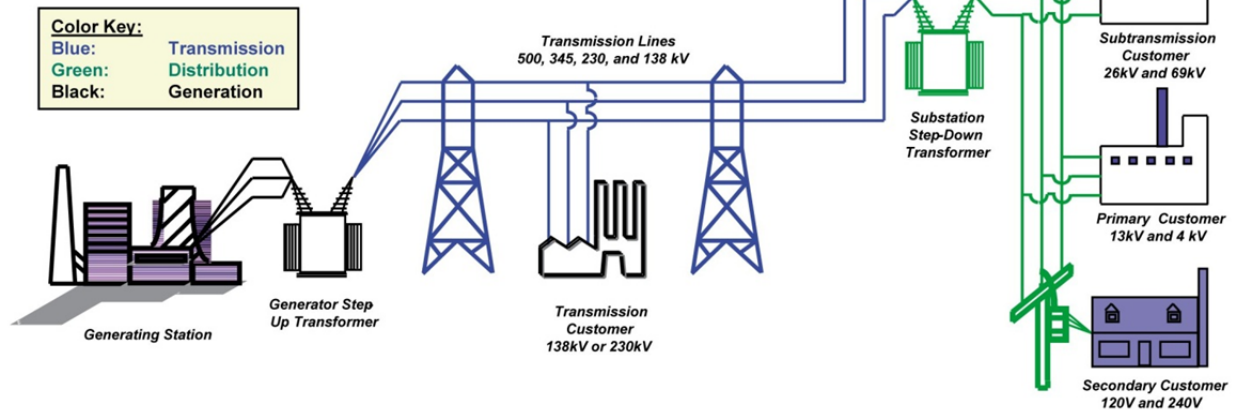 Color Key:
Blue: Transmission
Green: Distribution
Black: Generation
Transmission Lines
500, 345, 230, and 138 kV
Subtransmission
Customer
26kV and 69kV
Substation
Step-Down
Transformer
Primary Customer
13kV and 4 kV
Generating Station
Generator Step
Up Transformer
Transmission
Customer
138kV or 230kV
Secondary Customer
120V and 240V